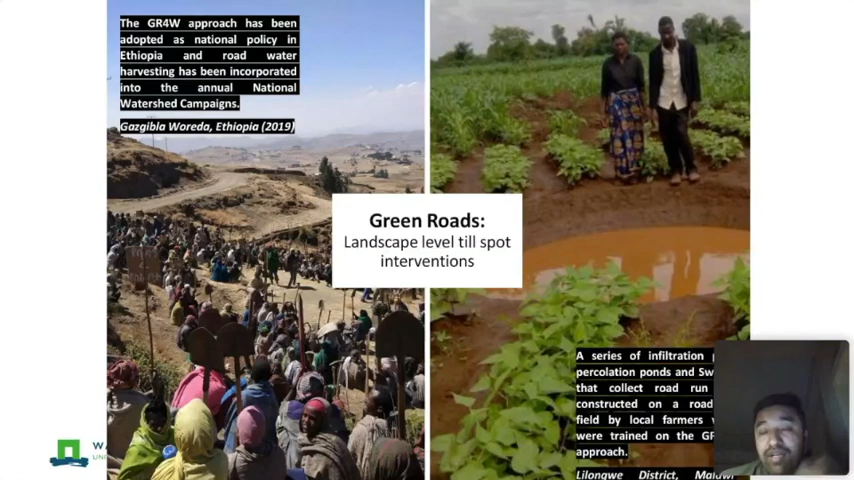 The GR4W approach has been
adopted as national policy in
Ethiopia and road water
harvesting has been incorporated
into the annual National
Watershed Campaigns.
Gazgibla Woreda, Ethiopia (2019)
Green Roads:
Landscape level till spot
interventions
A series of infiltration
percolation ponds and
that collect road run
constructed on a road
field by local farmers
were trained on the
approach.
Lilongwe District,